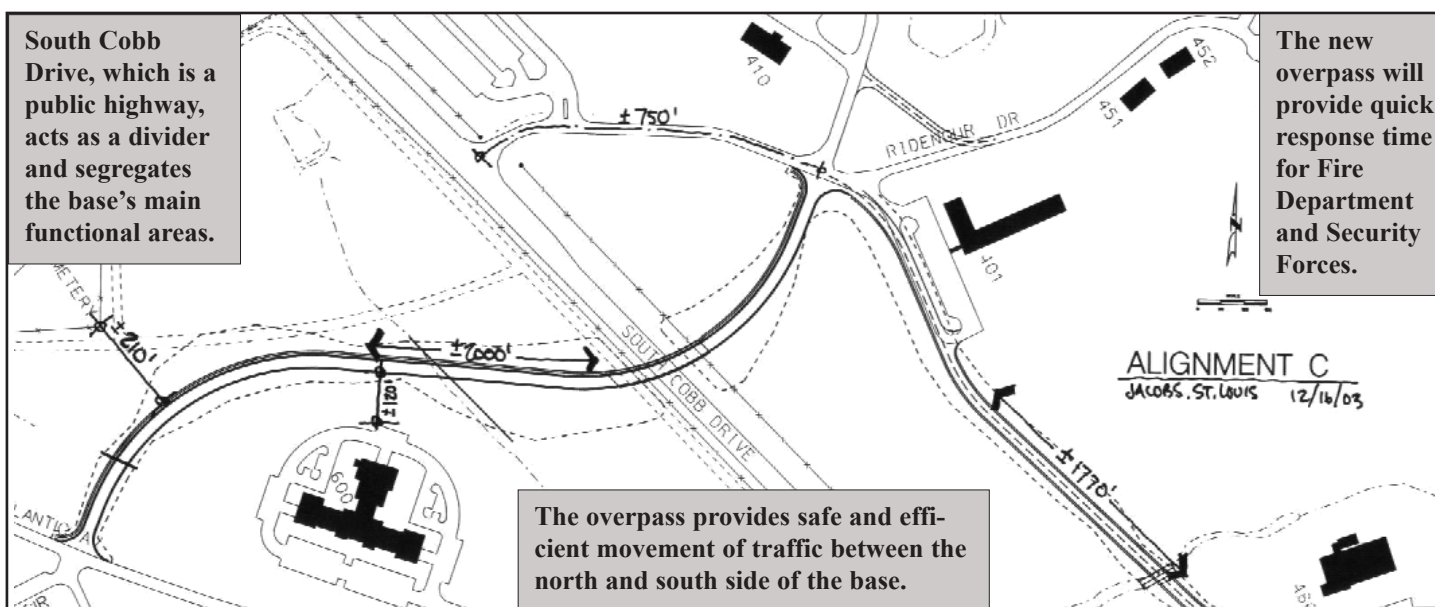 South Cobb
Drive, which is a
public highway,
acts as a divider
and segregates
the base's main
functional areas.
The new
overpass will
provide quick
response time
for Fire
Department
and Security
Forces.
410
452
451
±750'
RIDENOUR DR
401
N
METERY
±210'
±2000'
±120'
SOUTH COBB DRIVE
ALIGNMENT C
JACOBS. ST. LOUIS 12/16/03
±1770'
600
LANTIC A
The overpass provides safe and effi-
cient movement of traffic between the
north and south side of the base.